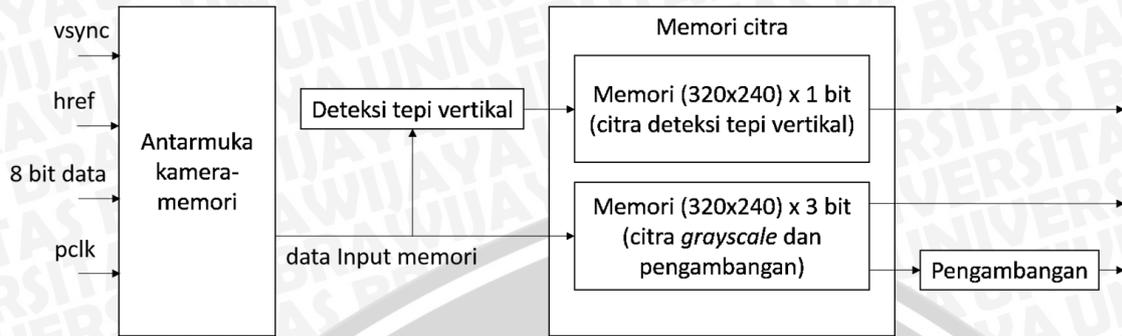 vsync
href
8 bit data
pclk
Antarmuka
kamera-
memori
data Input memori
Deteksi tepi vertikal
Memori citra
Memori (320x240) x 1 bit
(citra deteksi tepi vertikal)
Memori (320x240) x 3 bit
(citra grayscale dan
pengambangan)
Pengambangan